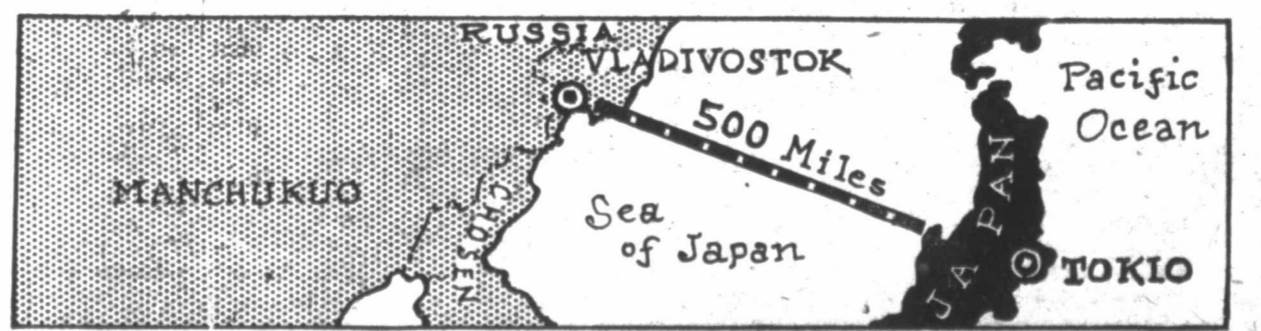 RUSSIA
VLADIVOSTOK
Pacific
Ocean
500 Miles
MANCHUKUO
CHOSEN
Sea
of Japan
JAPAN
TOKIO